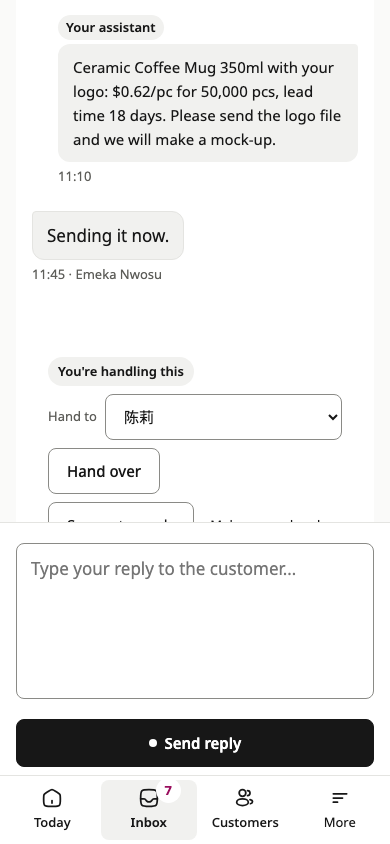 Your assistant
Ceramic Coffee Mug 350ml with your
logo: $0.62/pc for 50,000 pcs, lead
time 18 days. Please send the logo file
and we will make a mock-up.
11:10
Sending it now.
11:45 · Emeka Nwosu
You're handling this
Hand to 陈莉
Hand over
Type your reply to the customer...
Send reply
7
Today Inbox Customers More